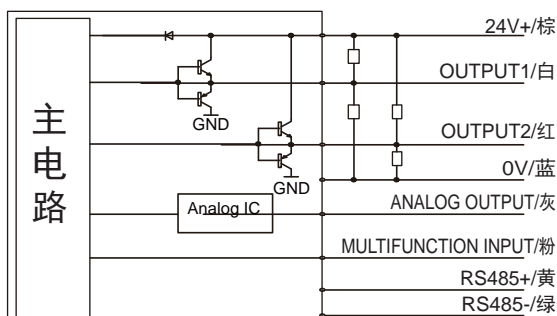 24V+/棕
OUTPUT1/白
GND
主电路
OUTPUT2/红
0V/蓝
GND
Analog IC
ANALOG OUTPUT/灰
MULTIFUNCTION INPUT/粉
RS485+/黄
RS485-/绿